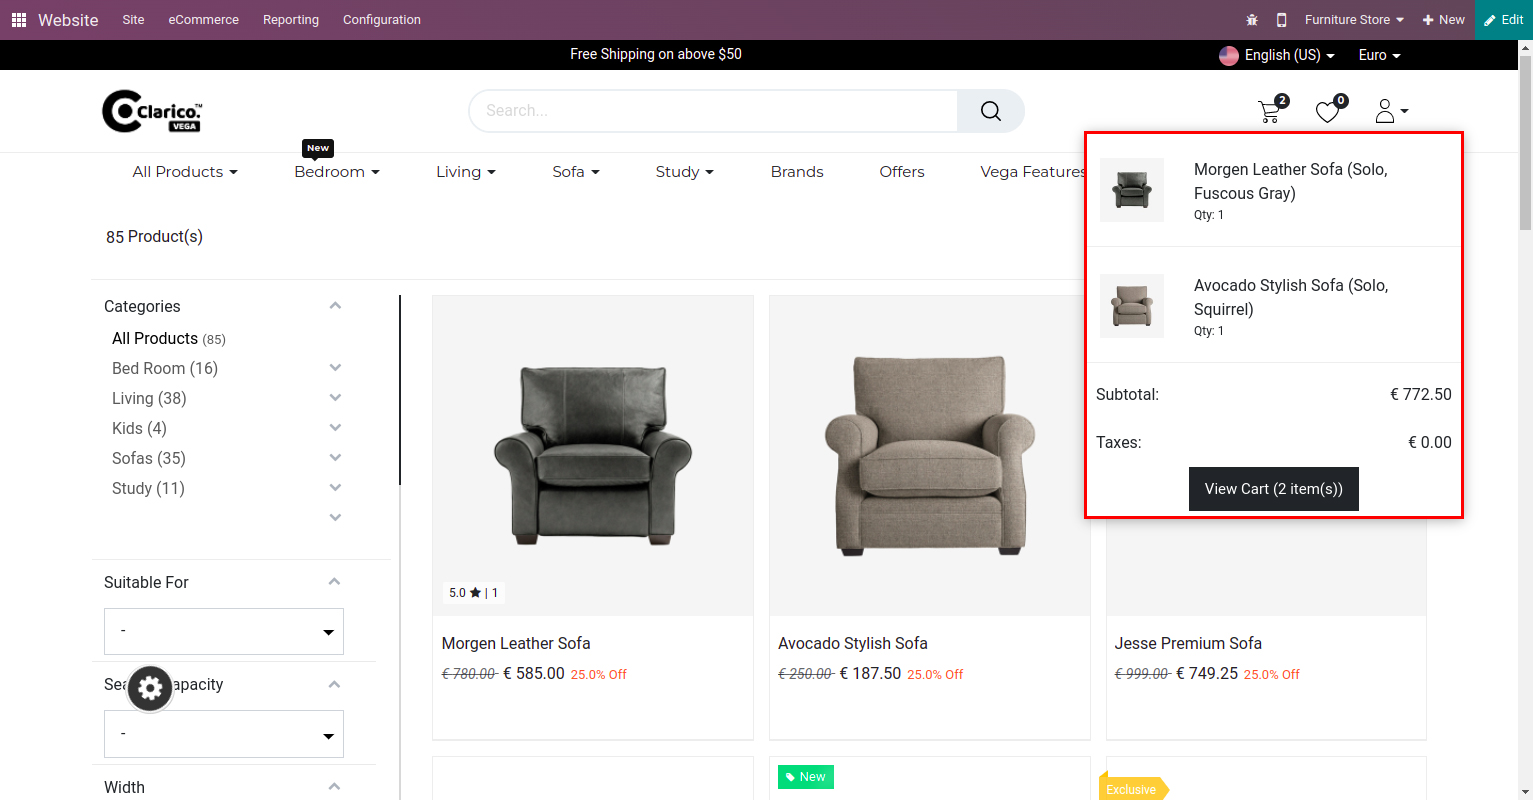 Website Site eCommerce Reporting Configuration Furniture Store New Edit
Free Shipping on above $50 English (US) Euro
Clarico.™
VEGA
Search...
2
0
New
All Products Bedroom Living Sofa Study Brands Offers Vega Features
Morgen Leather Sofa (Solo,
Fuscous Gray)
Qty: 1
Avocado Stylish Sofa (Solo,
Squirrel)
Qty: 1
Subtotal: € 772.50
Taxes: € 0.00
View Cart (2 item(s))
85 Product(s)
Categories
All Products (85)
Bed Room (16)
Living (38)
Kids (4)
Sofas (35)
Study (11)
Suitable For
-
Sea apacity
-
Width
5.0 ★ | 1
Morgen Leather Sofa
€ 780.00 € 585.00 25.0% Off
Avocado Stylish Sofa
€ 250.00 € 187.50 25.0% Off
Jesse Premium Sofa
€ 999.00 € 749.25 25.0% Off
New
Exclusive